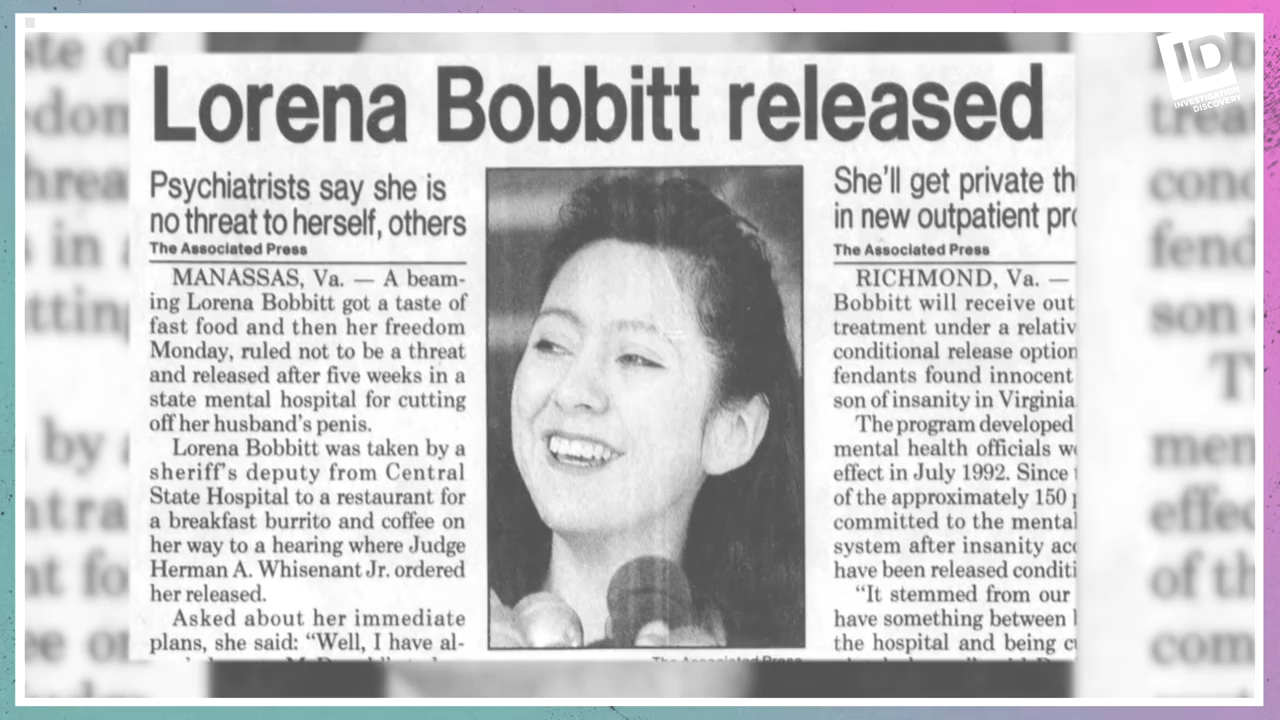 Lorena Bobbitt released
Psychiatrists say she is
no threat to herself, others
The Associated Press
MANASSAS, Va. — A beam-
ing Lorena Bobbitt got a taste of
fast food and then her freedom
Monday, ruled not to be a threat
and released after five weeks in a
state mental hospital for cutting
off her husband's penis.
Lorena Bobbitt was taken by a
sheriff's deputy from Central
State Hospital to a restaurant for
a breakfast burrito and coffee on
her way to a hearing where Judge
Herman A. Whisenant Jr. ordered
her released.
Asked about her immediate
plans, she said: "Well, I have al-
The Associated Press
She'll get private
in new outpatient
The Associated Press
RICHMOND, Va. —
Bobbitt will receive out
treatment under a
conditional release option
fendants found innocent
son of insanity in Virginia
The program developed
mental health officials
effect in July 1992. Since
of the approximately 150
committed to the mental
system after insanity
have been released
"It stemmed from our
have something between
the hospital and being
ID
INVESTIGATION
DISCOVERY